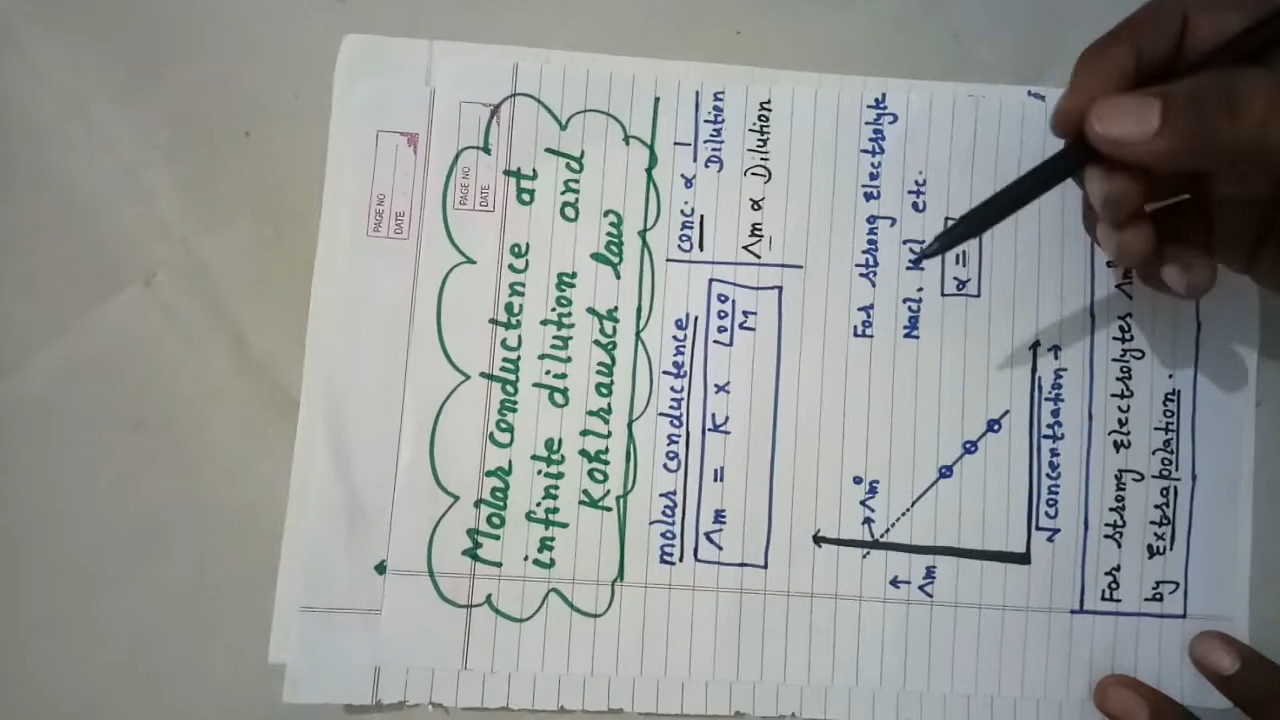 PAGE NO
DATE
PAGE NO
DATE
Molar conductence at
infinite dilution and
Kohlrausch law
molar conductence
Λm = K × 1000
M
conc. α 1
Dilution
Λm α Dilution
For strong Electrolyte
Nacl, Kcl etc.
α =
Λm°
↑
Λm
√concentration →
For strong Electrolytes Λm°
by Extrapolation.